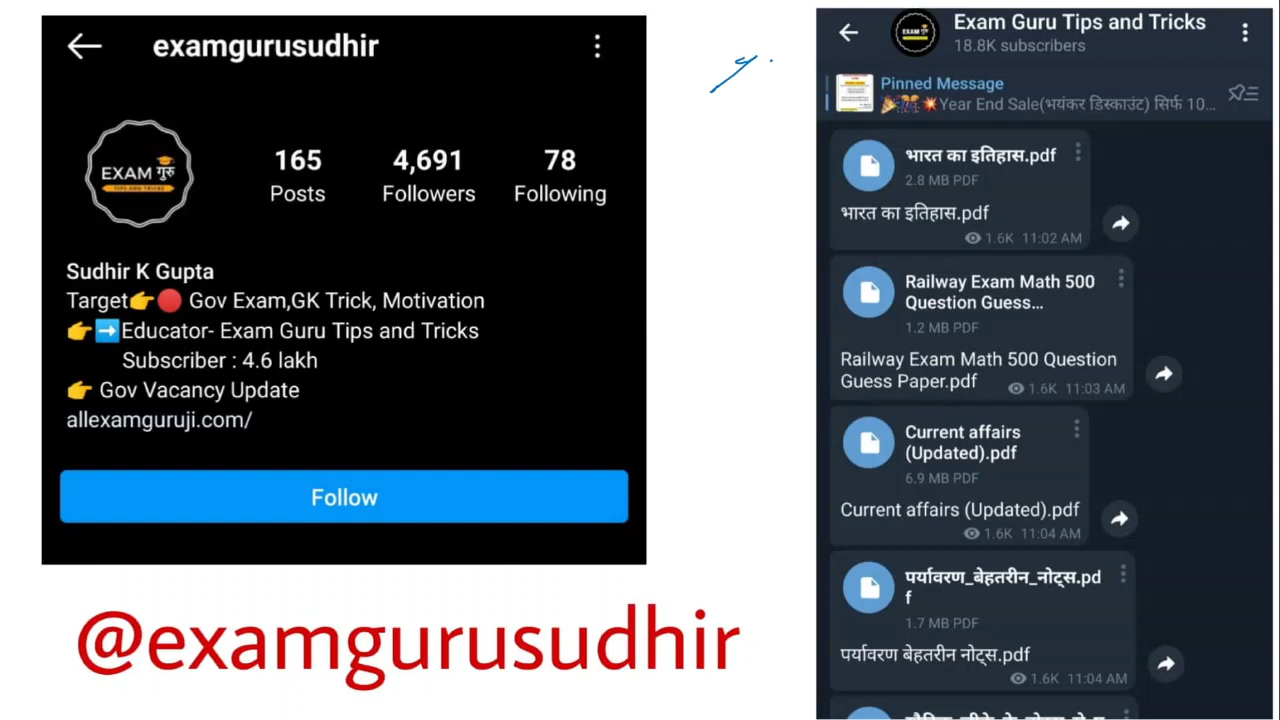 examgurusudhir
EXAM गुरु
TIPS AND TRICKS
165
Posts
4,691
Followers
78
Following
Sudhir K Gupta
Target👉🔴 Gov Exam,GK Trick, Motivation
👉➡️Educator- Exam Guru Tips and Tricks
Subscriber : 4.6 lakh
👉 Gov Vacancy Update
allexamguruji.com/
Follow
@examgurusudhir
EXAM गुरु
Exam Guru Tips and Tricks
18.8K subscribers
Pinned Message
🎉🎊💥Year End Sale(भयंकर डिस्काउंट) सिर्फ 10...
भारत का इतिहास.pdf
2.8 MB PDF
भारत का इतिहास.pdf
1.6K 11:02 AM
Railway Exam Math 500
Question Guess...
1.2 MB PDF
Railway Exam Math 500 Question
Guess Paper.pdf
1.6K 11:03 AM
Current affairs
(Updated).pdf
6.9 MB PDF
Current affairs (Updated).pdf
1.6K 11:04 AM
पर्यावरण_बेहतरीन_नोट्स.pd
f
1.7 MB PDF
पर्यावरण बेहतरीन नोट्स.pdf
1.6K 11:04 AM